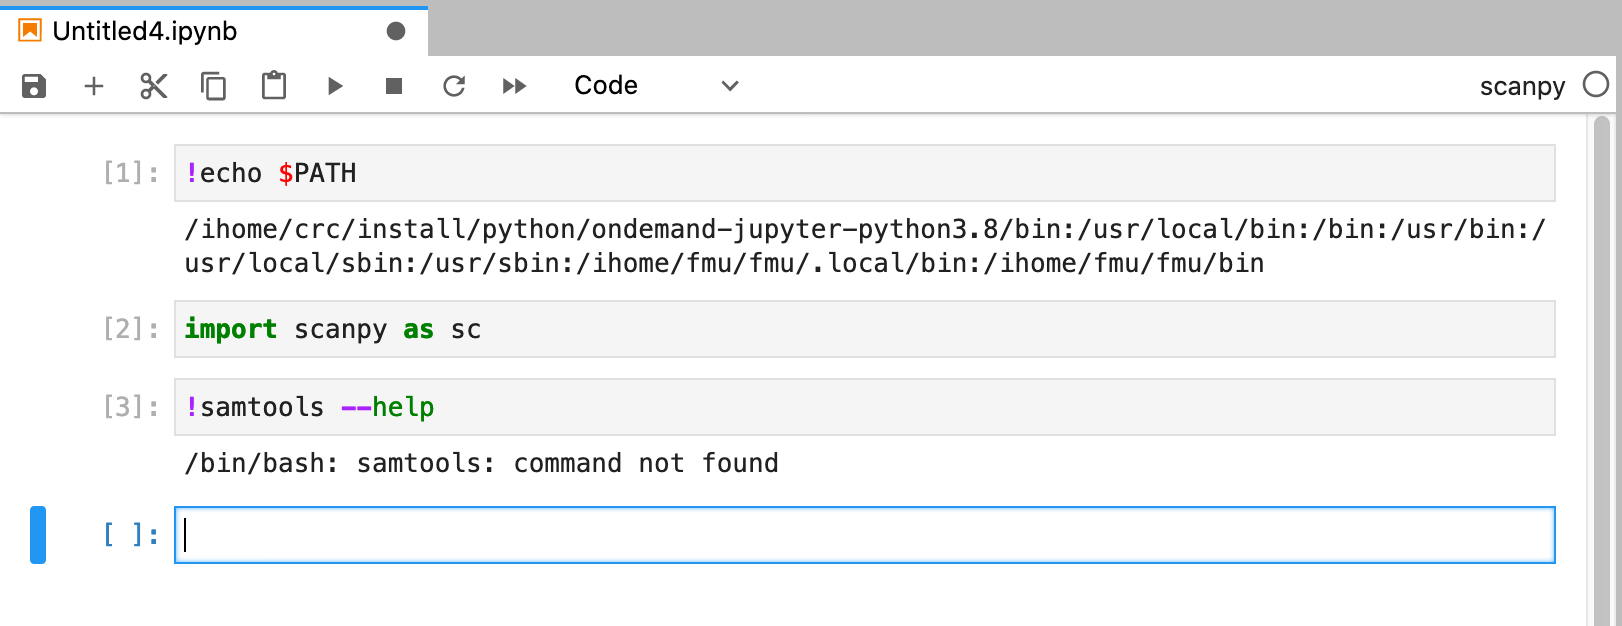 Untitled4.ipynb
Code
scanpy
[1]: !echo $PATH
/ihome/crc/install/python/ondemand-jupyter-python3.8/bin:/usr/local/bin:/bin:/usr/bin:/
usr/local/sbin:/usr/sbin:/ihome/fmu/fmu/.local/bin:/ihome/fmu/fmu/bin
[2]: import scanpy as sc
[3]: !samtools --help
/bin/bash: samtools: command not found
[ ]: